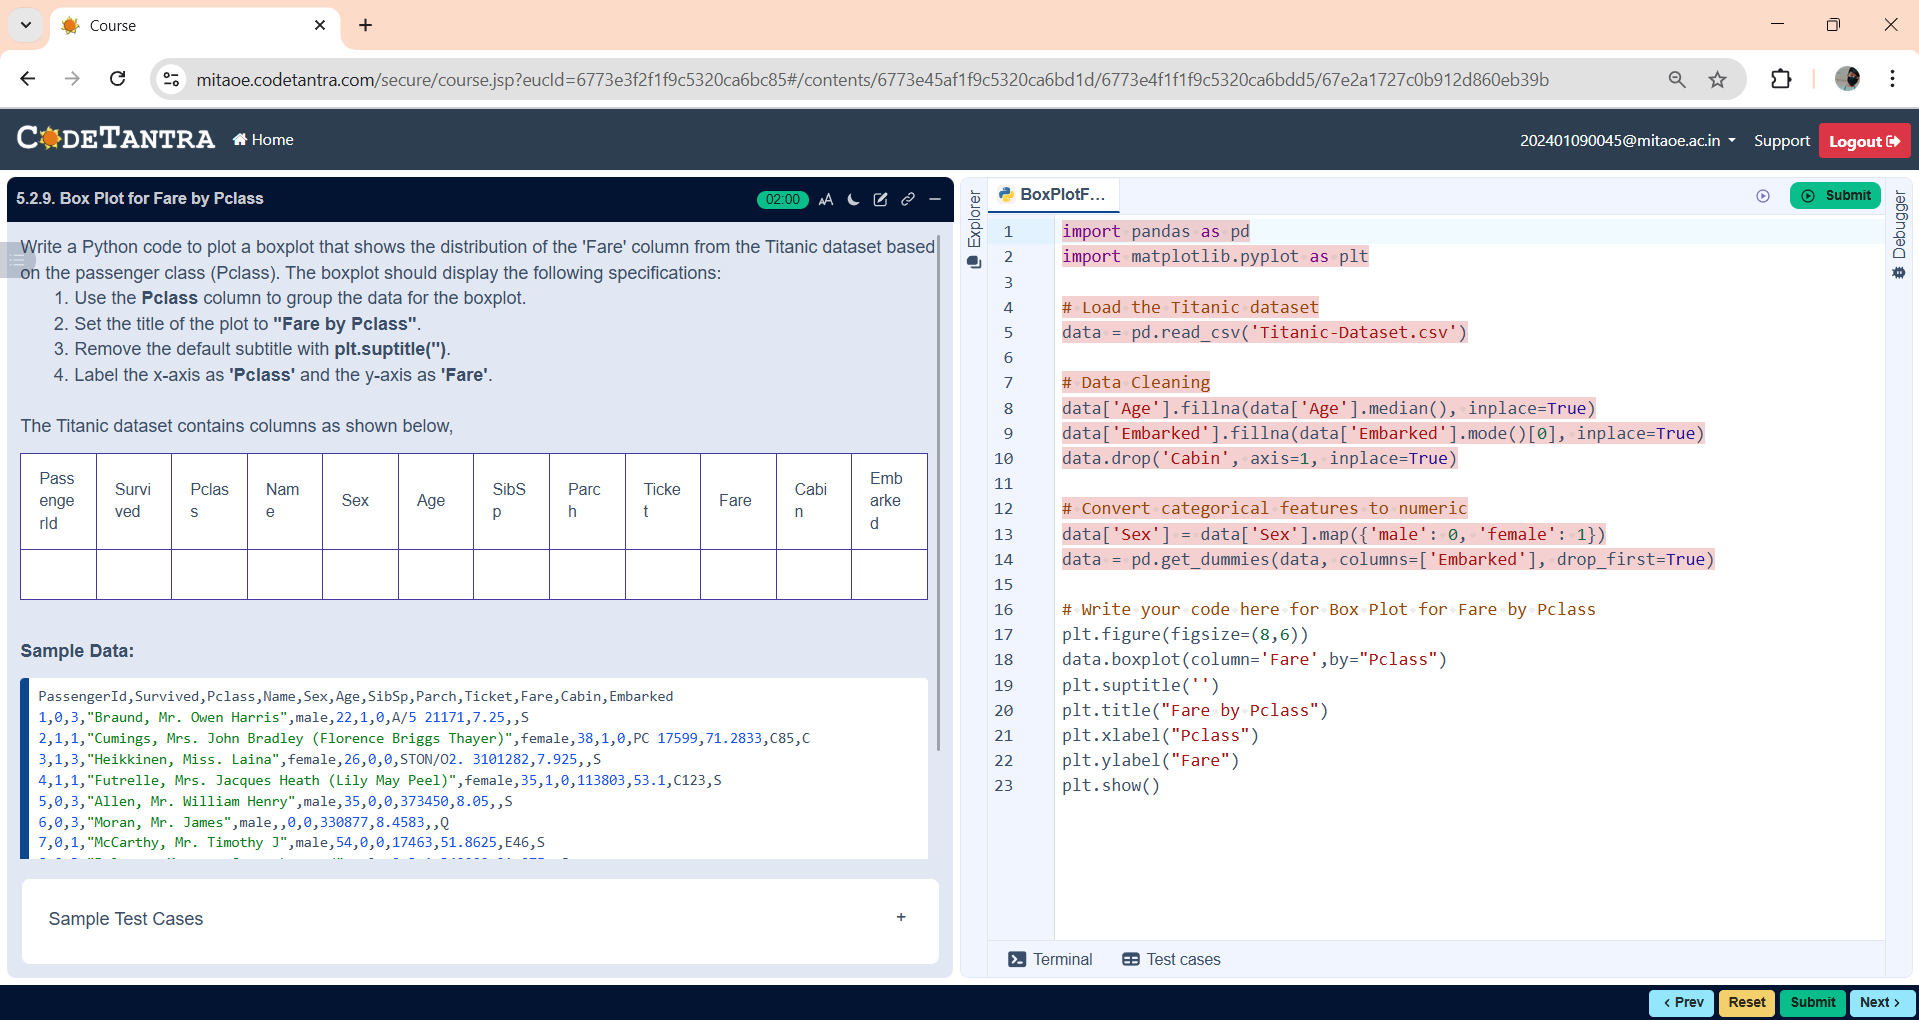 Course
mitaoe.codetantra.com/secure/course.jsp?eucId=6773e3f2f1f9c5320ca6bc85#/contents/6773e45af1f9c5320ca6bd1d/6773e4f1f1f9c5320ca6bdd5/67e2a1727c0b912d860eb39b
CODETANTRA
Home
202401090045@mitaoe.ac.in
Support
Logout
5.2.9. Box Plot for Fare by Pclass
02:00
AA
Write a Python code to plot a boxplot that shows the distribution of the 'Fare' column from the Titanic dataset based
on the passenger class (Pclass). The boxplot should display the following specifications:
1. Use the Pclass column to group the data for the boxplot.
2. Set the title of the plot to "Fare by Pclass".
3. Remove the default subtitle with plt.suptitle('').
4. Label the x-axis as 'Pclass' and the y-axis as 'Fare'.
The Titanic dataset contains columns as shown below,
Pass
enge
rId
Survi
ved
Pclas
s
Nam
e
Sex
Age
SibS
p
Parc
h
Ticke
t
Fare
Cabi
n
Emb
arke
d
Sample Data:
PassengerId,Survived,Pclass,Name,Sex,Age,SibSp,Parch,Ticket,Fare,Cabin,Embarked
1,0,3,"Braund, Mr. Owen Harris",male,22,1,0,A/5 21171,7.25,,S
2,1,1,"Cumings, Mrs. John Bradley (Florence Briggs Thayer)",female,38,1,0,PC 17599,71.2833,C85,C
3,1,3,"Heikkinen, Miss. Laina",female,26,0,0,STON/O2. 3101282,7.925,,S
4,1,1,"Futrelle, Mrs. Jacques Heath (Lily May Peel)",female,35,1,0,113803,53.1,C123,S
5,0,3,"Allen, Mr. William Henry",male,35,0,0,373450,8.05,,S
6,0,3,"Moran, Mr. James",male,,0,0,330877,8.4583,,Q
7,0,1,"McCarthy, Mr. Timothy J",male,54,0,0,17463,51.8625,E46,S
Sample Test Cases
+
Explorer
BoxPlotF...
Submit
Debugger
1 import pandas as pd
2 import matplotlib.pyplot as plt
3
4 # Load the Titanic dataset
5 data = pd.read_csv('Titanic-Dataset.csv')
6
7 # Data Cleaning
8 data['Age'].fillna(data['Age'].median(), inplace=True)
9 data['Embarked'].fillna(data['Embarked'].mode()[0], inplace=True)
10 data.drop('Cabin', axis=1, inplace=True)
11
12 # Convert categorical features to numeric
13 data['Sex'] = data['Sex'].map({'male': 0, 'female': 1})
14 data = pd.get_dummies(data, columns=['Embarked'], drop_first=True)
15
16 # Write your code here for Box Plot for Fare by Pclass
17 plt.figure(figsize=(8,6))
18 data.boxplot(column='Fare',by="Pclass")
19 plt.suptitle('')
20 plt.title("Fare by Pclass")
21 plt.xlabel("Pclass")
22 plt.ylabel("Fare")
23 plt.show()
Terminal
Test cases
< Prev
Reset
Submit
Next >